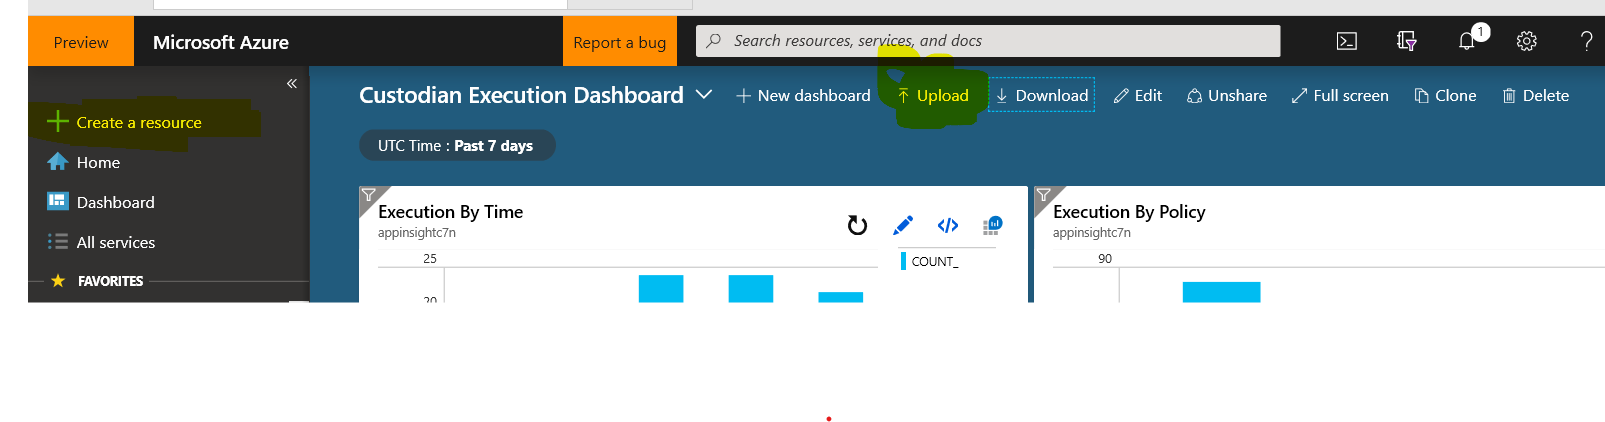 Preview
Microsoft Azure
Report a bug
Search resources, services, and docs
1
Create a resource
Home
Dashboard
All services
FAVORITES
Custodian Execution Dashboard
New dashboard
Upload
Download
Edit
Unshare
Full screen
Clone
Delete
UTC Time : Past 7 days
Execution By Time
appinsightc7n
25
20
COUNT_
Execution By Policy
appinsightc7n
90